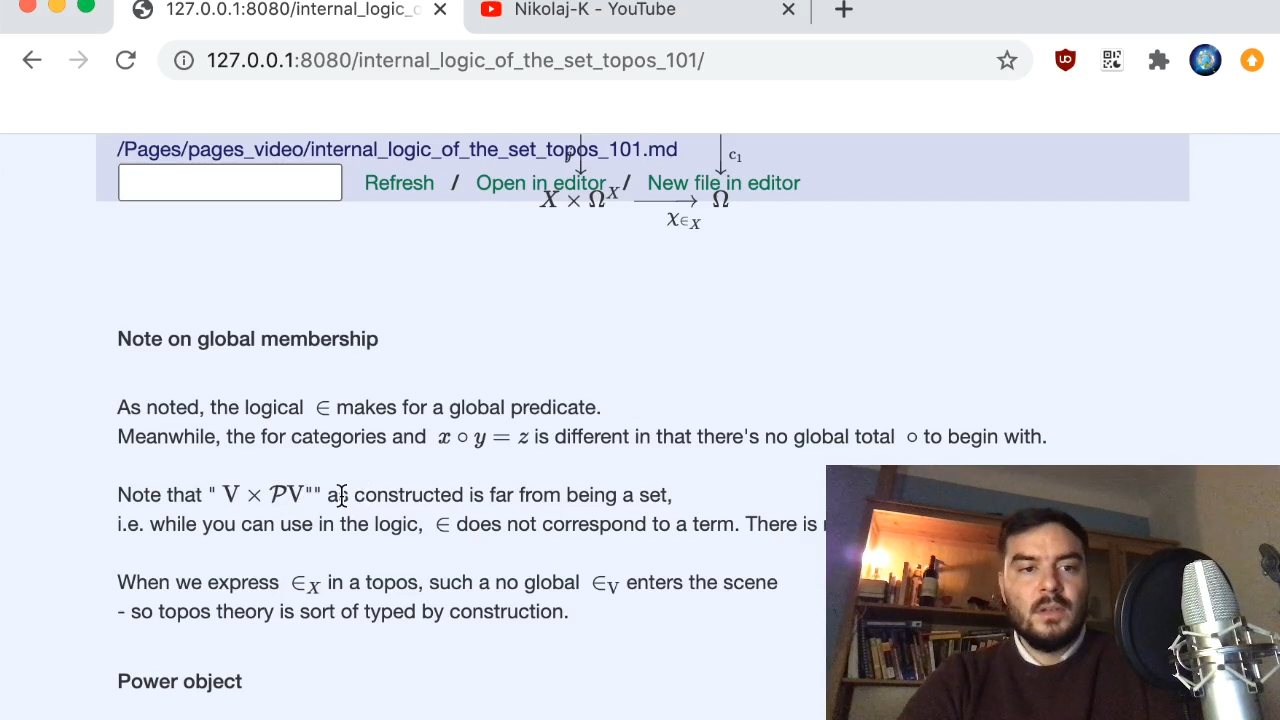 127.0.0.1:8080/internal_logic_c
Nikolaj-K - YouTube
127.0.0.1:8080/internal_logic_of_the_set_topos_101/
/Pages/pages_video/internal_logic_of_the_set_topos_101.md
c₁
Refresh / Open in editor / New file in editor
X × Ω^X → Ω
χ_{∈_X}
Note on global membership
As noted, the logical ∈ makes for a global predicate.
Meanwhile, the for categories and x ∘ y = z is different in that there's no global total ∘ to begin with.
Note that " V × 𝒫V"" as constructed is far from being a set,
i.e. while you can use in the logic, ∈ does not correspond to a term. There is
When we express ∈_X in a topos, such a no global ∈_V enters the scene
- so topos theory is sort of typed by construction.
Power object